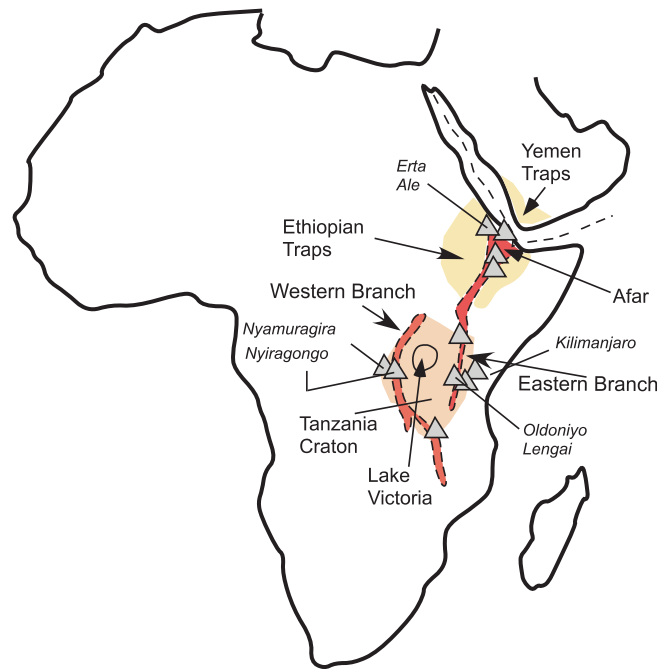 Yemen
Traps
Erta
Ale
Ethiopian
Traps
Afar
Western Branch
Nyamuragira
Nyiragongo
Kilimanjaro
Eastern Branch
Tanzania
Craton
Oldoniyo
Lengai
Lake
Victoria